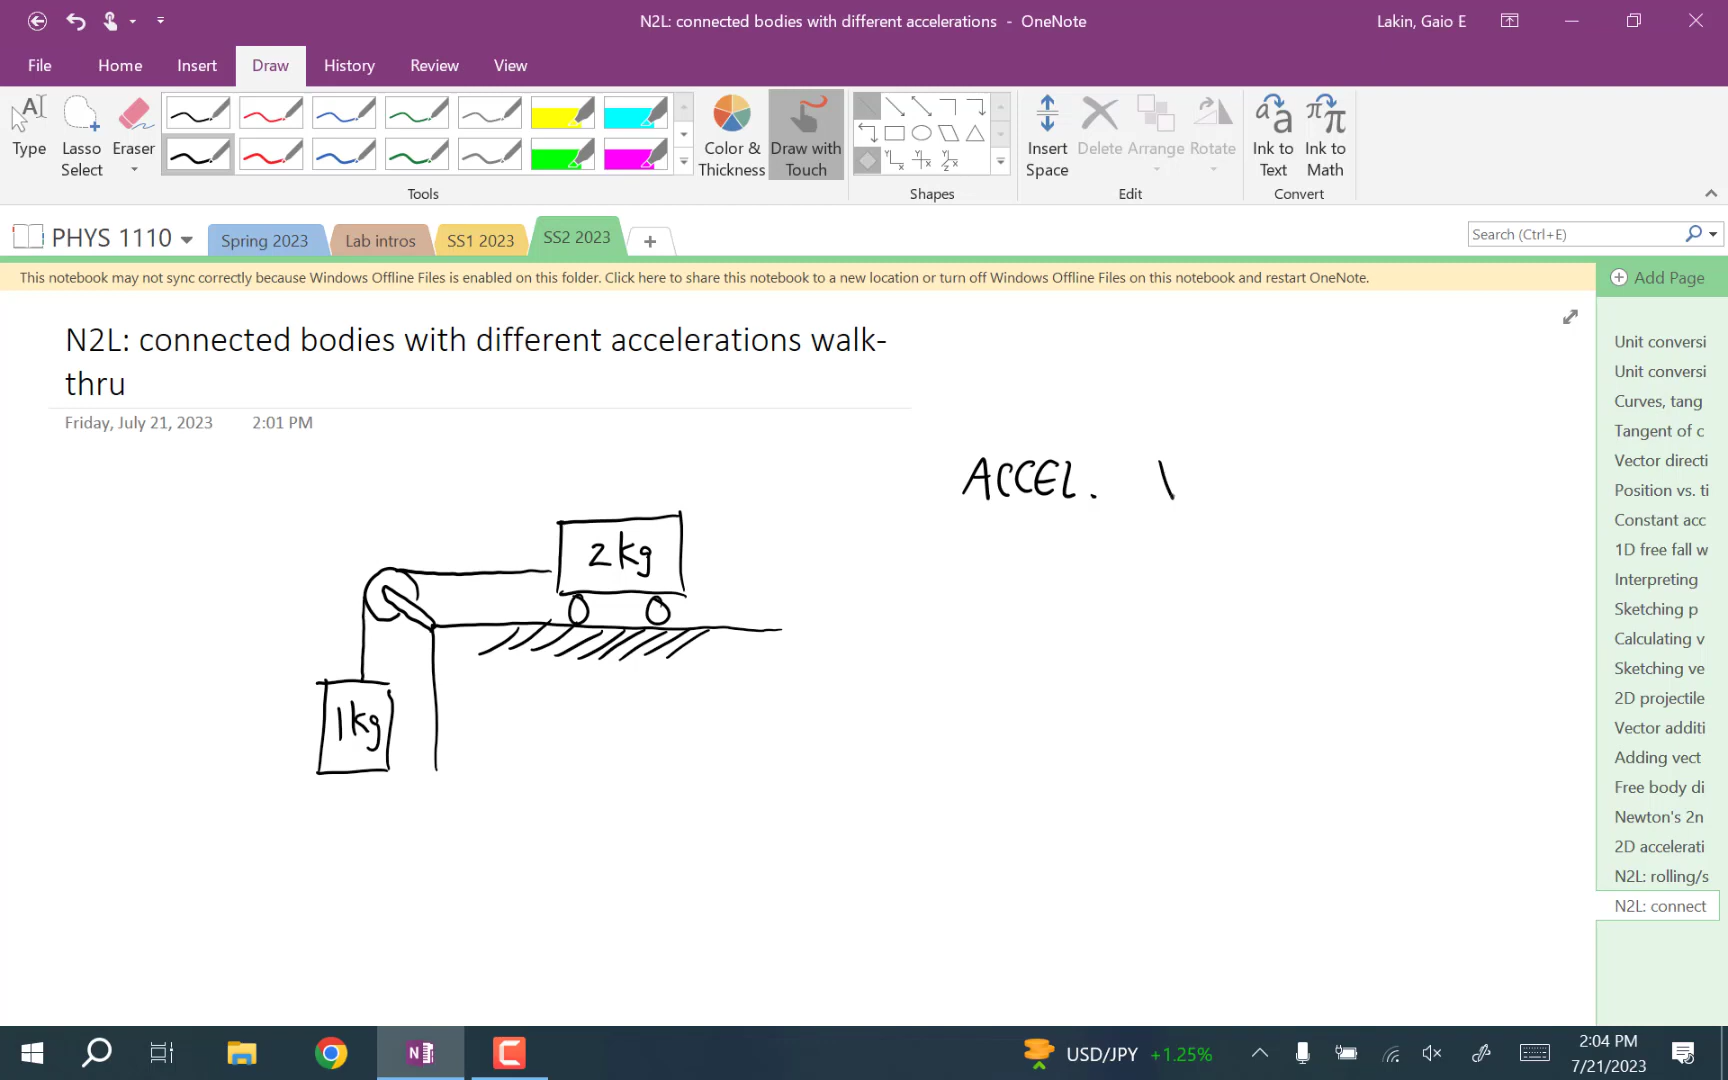 N2L: connected bodies with different accelerations - OneNote
Lakin, Gaio E
File Home Insert Draw History Review View
Type
Lasso Select
Eraser
Color & Thickness
Draw with Touch
Insert Space
Delete
Arrange
Rotate
Ink to Text
Ink to Math
Tools
Shapes
Edit
Convert
PHYS 1110
Spring 2023
Lab intros
SS1 2023
SS2 2023
Search (Ctrl+E)
This notebook may not sync correctly because Windows Offline Files is enabled on this folder. Click here to share this notebook to a new location or turn off Windows Offline Files on this notebook and restart OneNote.
Add Page
N2L: connected bodies with different accelerations walk-
thru
Friday, July 21, 2023 2:01 PM
ACCEL.
2 kg
1 kg
Unit conversi
Unit conversi
Curves, tang
Tangent of c
Vector directi
Position vs. ti
Constant acc
1D free fall w
Interpreting
Sketching p
Calculating v
Sketching ve
2D projectile
Vector additi
Adding vect
Free body di
Newton's 2n
2D accelerati
N2L: rolling/s
N2L: connect
USD/JPY +1.25%
2:04 PM
7/21/2023